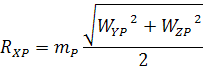 R_XP = m_P √(W_YP² + W_ZP²) / 2